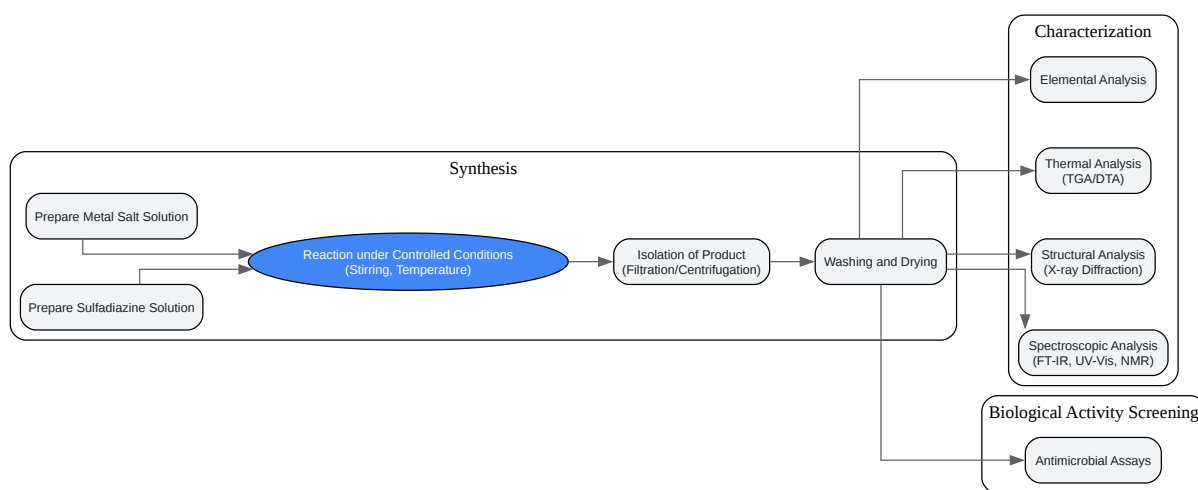 Synthesis
Prepare Metal Salt Solution
Prepare Sulfadiazine Solution
Reaction under Controlled Conditions
(Stirring, Temperature)
Isolation of Product
(Filtration/Centrifugation)
Washing and Drying
Characterization
Elemental Analysis
Thermal Analysis
(TGA/DTA)
Structural Analysis
(X-ray Diffraction)
Spectroscopic Analysis
(FT-IR, UV-Vis, NMR)
Biological Activity Screening
Antimicrobial Assays